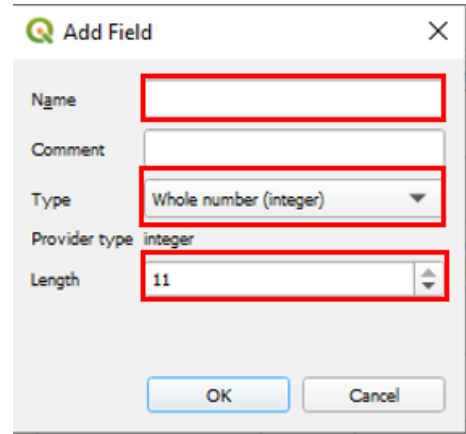 Add Field
Name
Comment
Type Whole number (integer)
Provider type integer
Length 11
OK Cancel